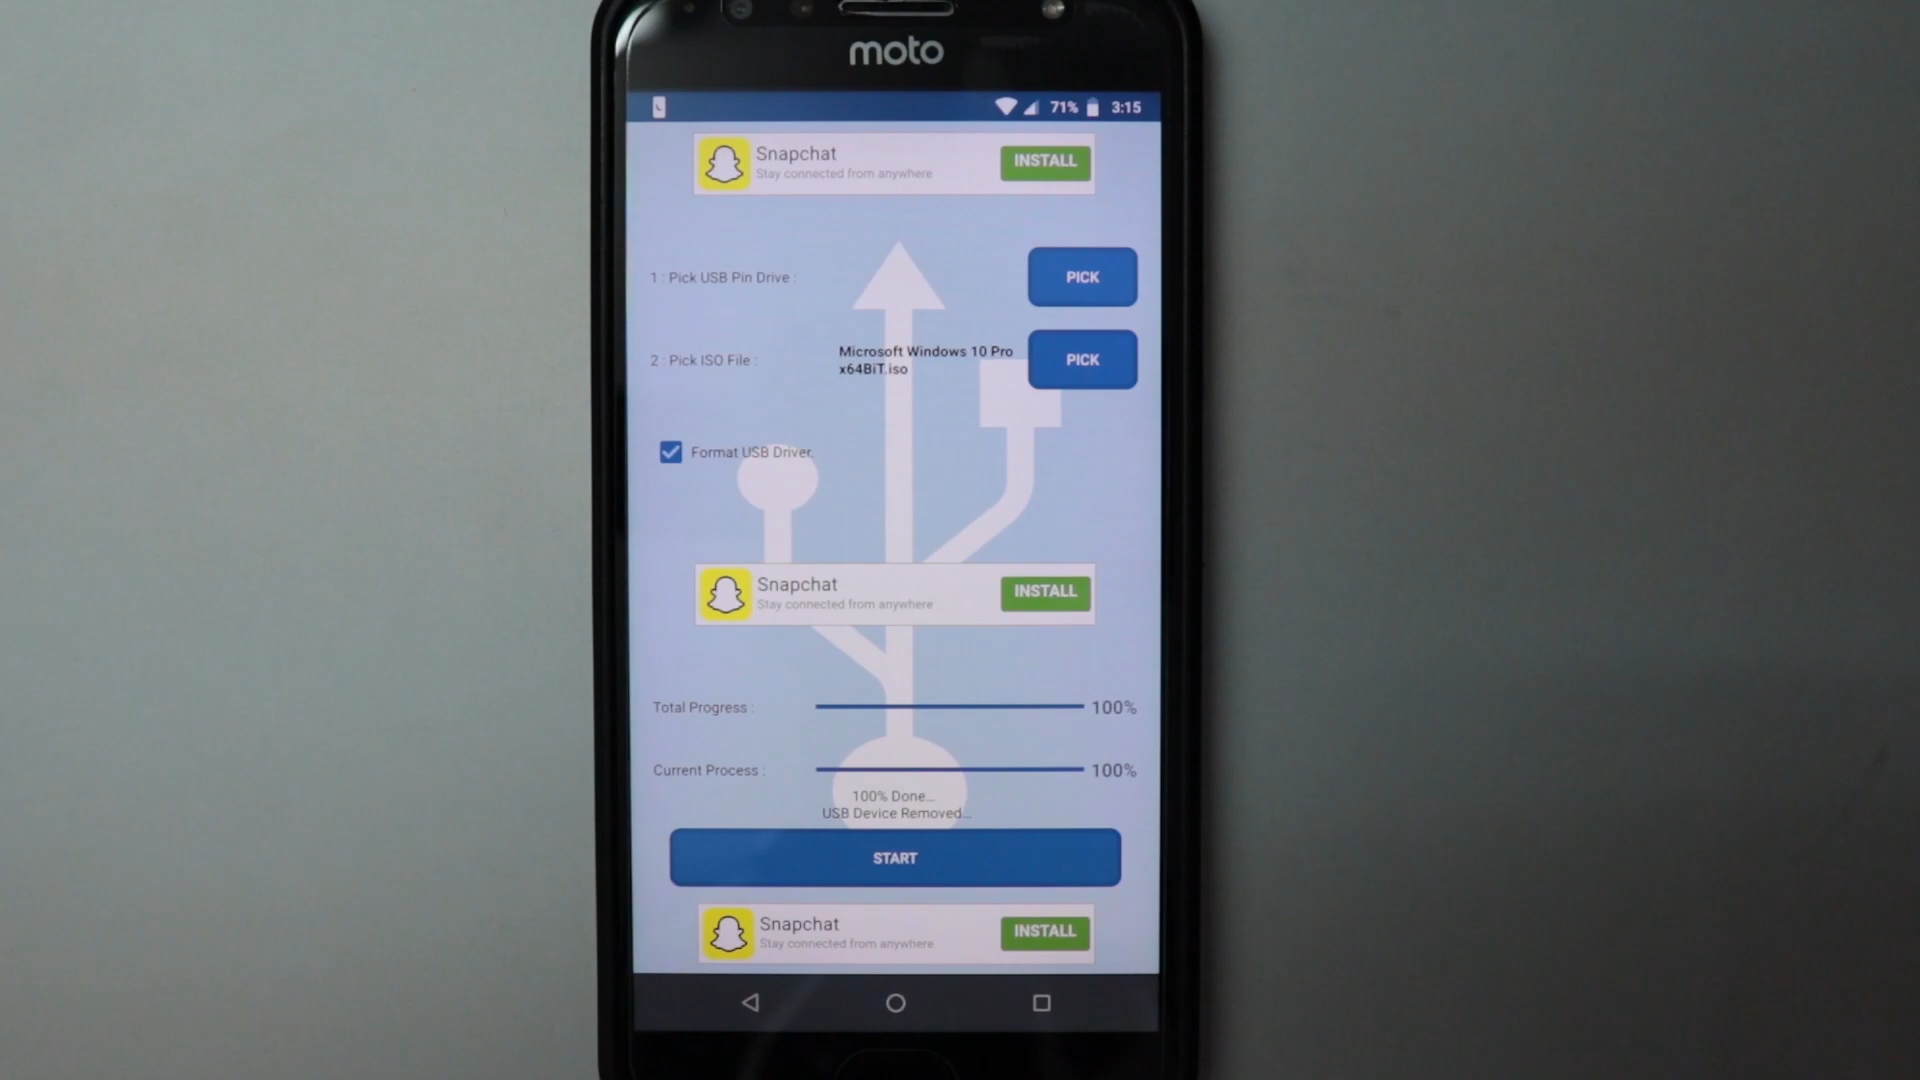 moto
71% 3:15
Snapchat
Stay connected from anywhere
INSTALL
1 : Pick USB Pin Drive :
PICK
2 : Pick ISO File :
Microsoft Windows 10 Pro
x64BiT.iso
PICK
Format USB Driver.
Snapchat
Stay connected from anywhere
INSTALL
Total Progress :
100%
Current Process :
100%
100% Done...
USB Device Removed...
START
Snapchat
Stay connected from anywhere
INSTALL